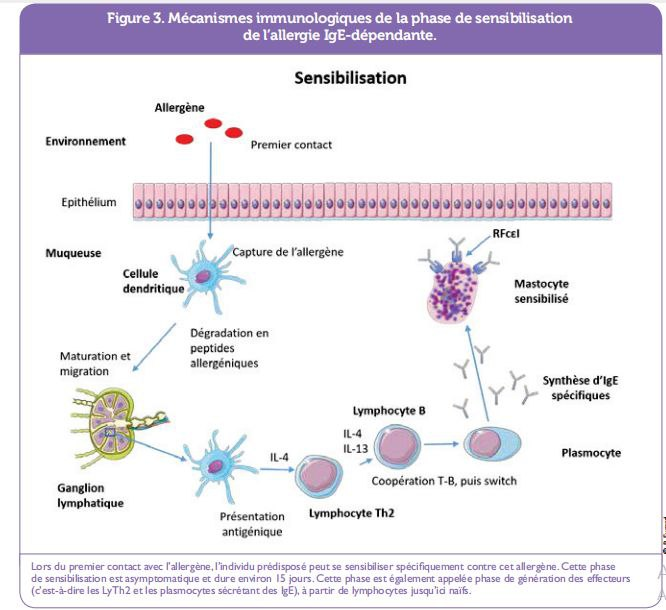 Figure 3. Mécanismes immunologiques de la phase de sensibilisation
de l'allergie IgE-dépendante.
Sensibilisation
Allergène
Environnement
Premier contact
Epithélium
RFcεI
Muqueuse
Capture de l'allergène
Cellule
dendritique
Mastocyte
sensibilisé
Dégradation en
peptides
allergéniques
Maturation et
migration
Synthèse d'IgE
spécifiques
Lymphocyte B
IL-4
IL-4
IL-13
Plasmocyte
Coopération T-B, puis switch
Ganglion
lymphatique
Présentation
antigénique
Lymphocyte Th2
Lors du premier contact avec l'allergène, l'individu prédisposé peut se sensibiliser spécifiquement contre cet allergène. Cette phase
de sensibilisation est asymptomatique et dure environ 15 jours. Cette phase est également appelée phase de génération des effecteurs
(c'est-à-dire les LyTh2 et les plasmocytes sécrétant des IgE), à partir de lymphocytes jusqu'ici naïfs.